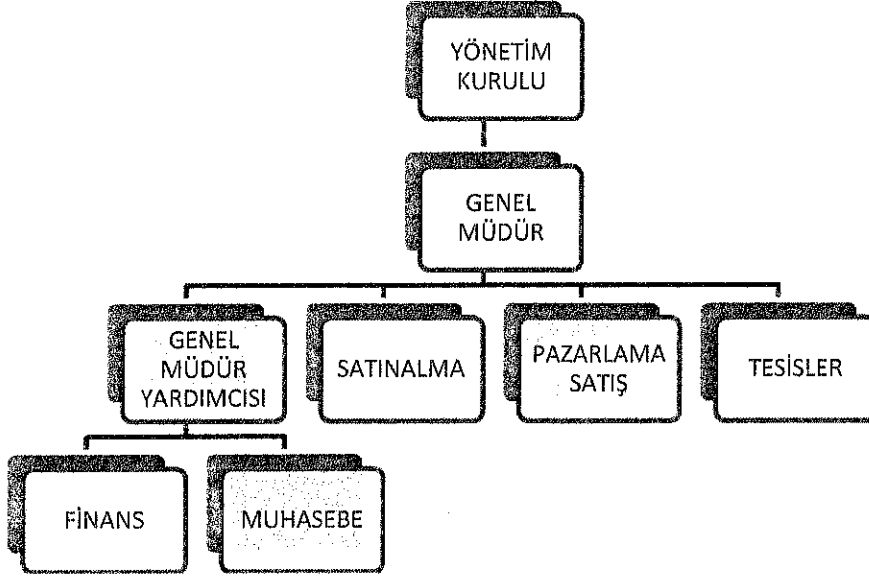 YÖNETİM
KURULU
GENEL
MÜDÜR
GENEL
MÜDÜR
YARDIMCISI
SATINALMA
PAZARLAMA
SATIŞ
TESİSLER
FİNANS
MUHASEBE